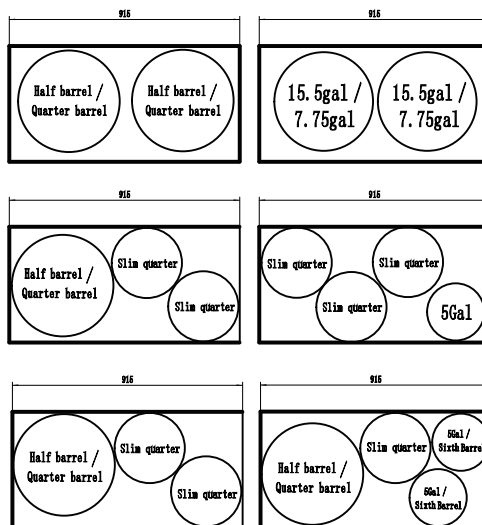 915
915
Half barrel /
Quarter barrel
Half barrel /
Quarter barrel
15.5gal /
7.75gal
15.5gal /
7.75gal
915
915
Half barrel /
Quarter barrel
Slim quarter
Slim quarter
Slim quarter
Slim quarter
Slim quarter
5Gal
915
915
Half barrel /
Quarter barrel
Slim quarter
Slim quarter
Half barrel /
Quarter barrel
Slim quarter
5Gal /
Sixth Barrel
5Gal /
Sixth Barrel